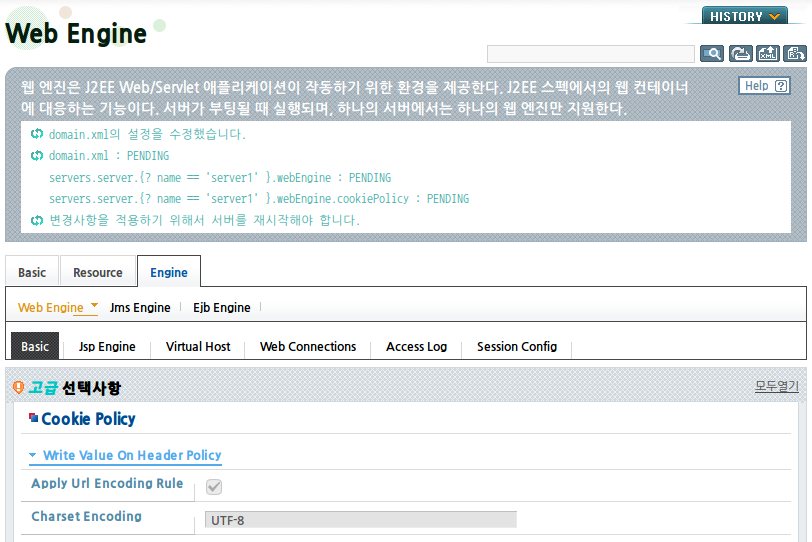 HISTORY
Web Engine
웹 엔진은 J2EE Web/Servlet 애플리케이션이 작동하기 위한 환경을 제공한다. J2EE 스펙에서의 웹 컨테이너
에 대응하는 기능이다. 서버가 부팅될 때 실행되며, 하나의 서버에서는 하나의 웹 엔진만 지원한다.
Help
domain.xml의 설정을 수정했습니다.
domain.xml : PENDING
servers.server.{? name == 'server1' }.webEngine : PENDING
servers.server.{? name == 'server1' }.webEngine.cookiePolicy : PENDING
변경사항을 적용하기 위해서 서버를 재시작해야 합니다.
Basic Resource Engine
Web Engine Jms Engine Ejb Engine
Basic Jsp Engine Virtual Host Web Connections Access Log Session Config
고급 선택사항 모두열기
Cookie Policy
Write Value On Header Policy
Apply Url Encoding Rule
Charset Encoding UTF-8